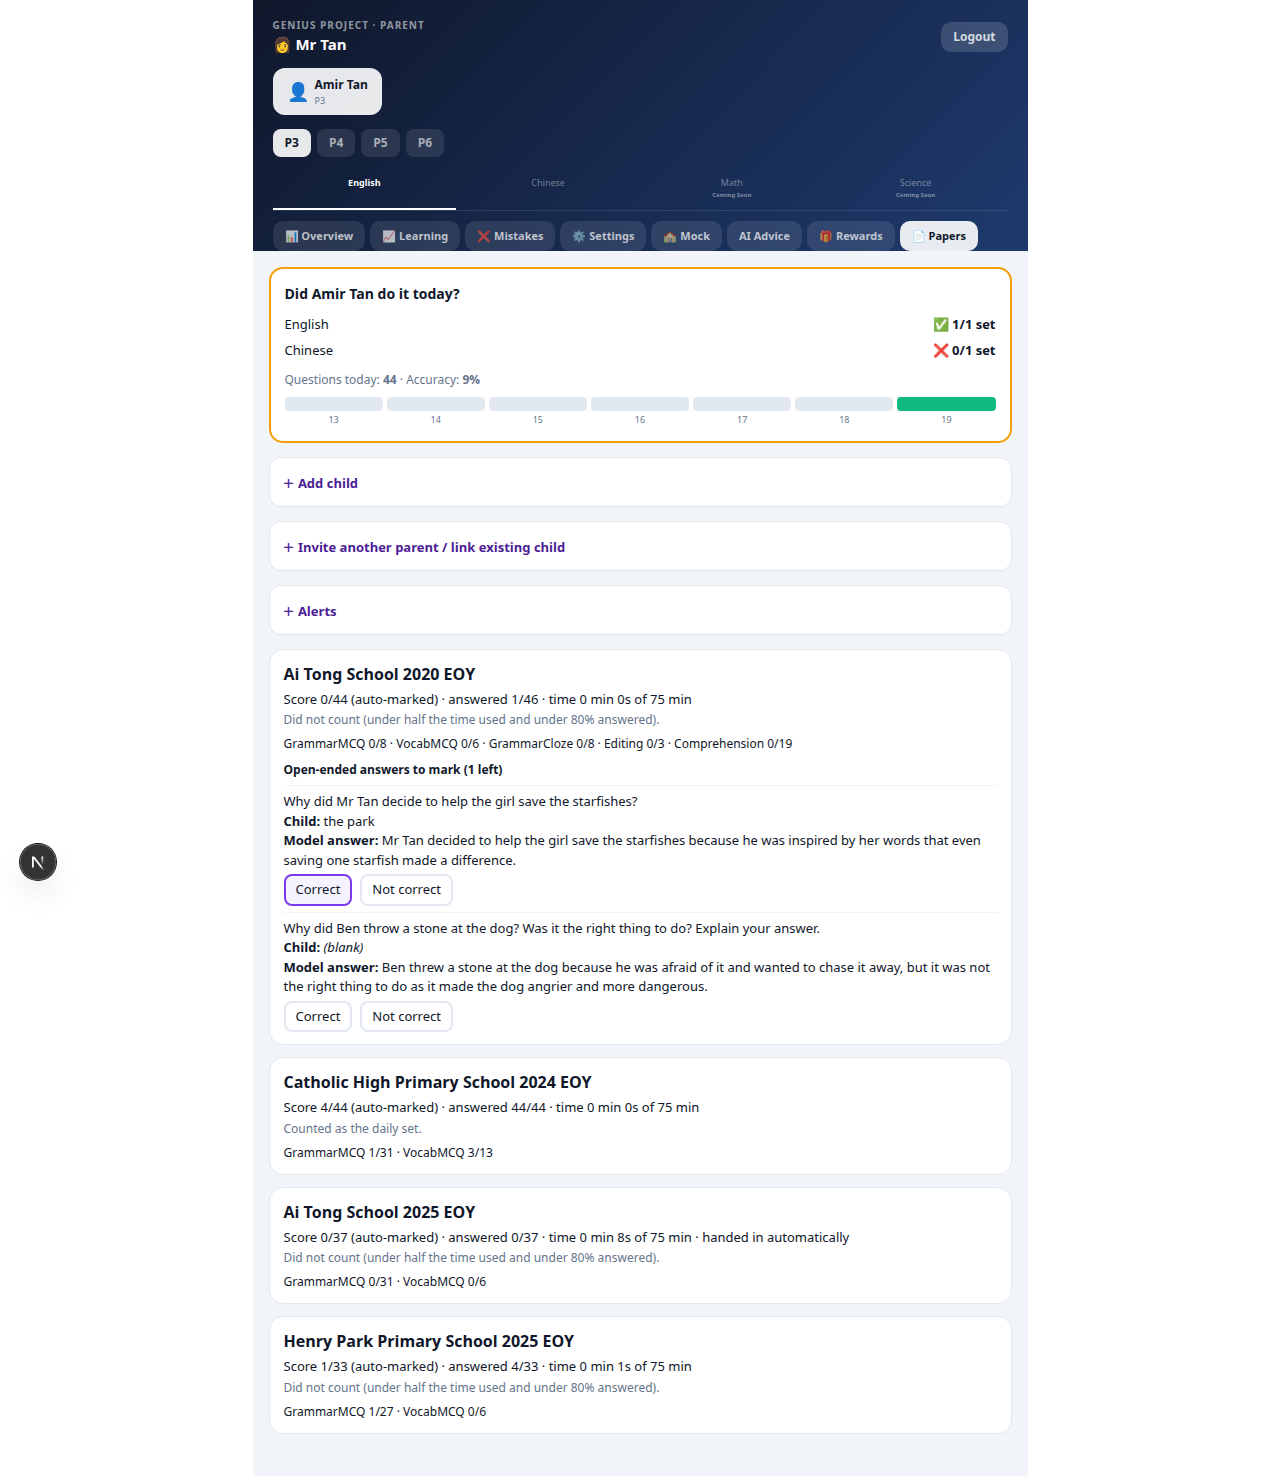 GENIUS PROJECT · PARENT
Mr Tan
Logout
Amir Tan
P3
P3 P4 P5 P6
English Chinese Math Science
Coming Soon Coming Soon
Overview Learning Mistakes Settings Mock AI Advice Rewards Papers
Did Amir Tan do it today?
English ✅ 1/1 set
Chinese ❌ 0/1 set
Questions today: 44 · Accuracy: 9%
13 14 15 16 17 18 19
+ Add child
+ Invite another parent / link existing child
+ Alerts
Ai Tong School 2020 EOY
Score 0/44 (auto-marked) · answered 1/46 · time 0 min 0s of 75 min
Did not count (under half the time used and under 80% answered).
GrammarMCQ 0/8 · VocabMCQ 0/6 · GrammarCloze 0/8 · Editing 0/3 · Comprehension 0/19
Open-ended answers to mark (1 left)
Why did Mr Tan decide to help the girl save the starfishes?
Child: the park
Model answer: Mr Tan decided to help the girl save the starfishes because he was inspired by her words that even
saving one starfish made a difference.
Correct Not correct
Why did Ben throw a stone at the dog? Was it the right thing to do? Explain your answer.
Child: (blank)
Model answer: Ben threw a stone at the dog because he was afraid of it and wanted to chase it away, but it was not
the right thing to do as it made the dog angrier and more dangerous.
Correct Not correct
Catholic High Primary School 2024 EOY
Score 4/44 (auto-marked) · answered 44/44 · time 0 min 0s of 75 min
Counted as the daily set.
GrammarMCQ 1/31 · VocabMCQ 3/13
Ai Tong School 2025 EOY
Score 0/37 (auto-marked) · answered 0/37 · time 0 min 8s of 75 min · handed in automatically
Did not count (under half the time used and under 80% answered).
GrammarMCQ 0/31 · VocabMCQ 0/6
Henry Park Primary School 2025 EOY
Score 1/33 (auto-marked) · answered 4/33 · time 0 min 1s of 75 min
Did not count (under half the time used and under 80% answered).
GrammarMCQ 1/27 · VocabMCQ 0/6
N